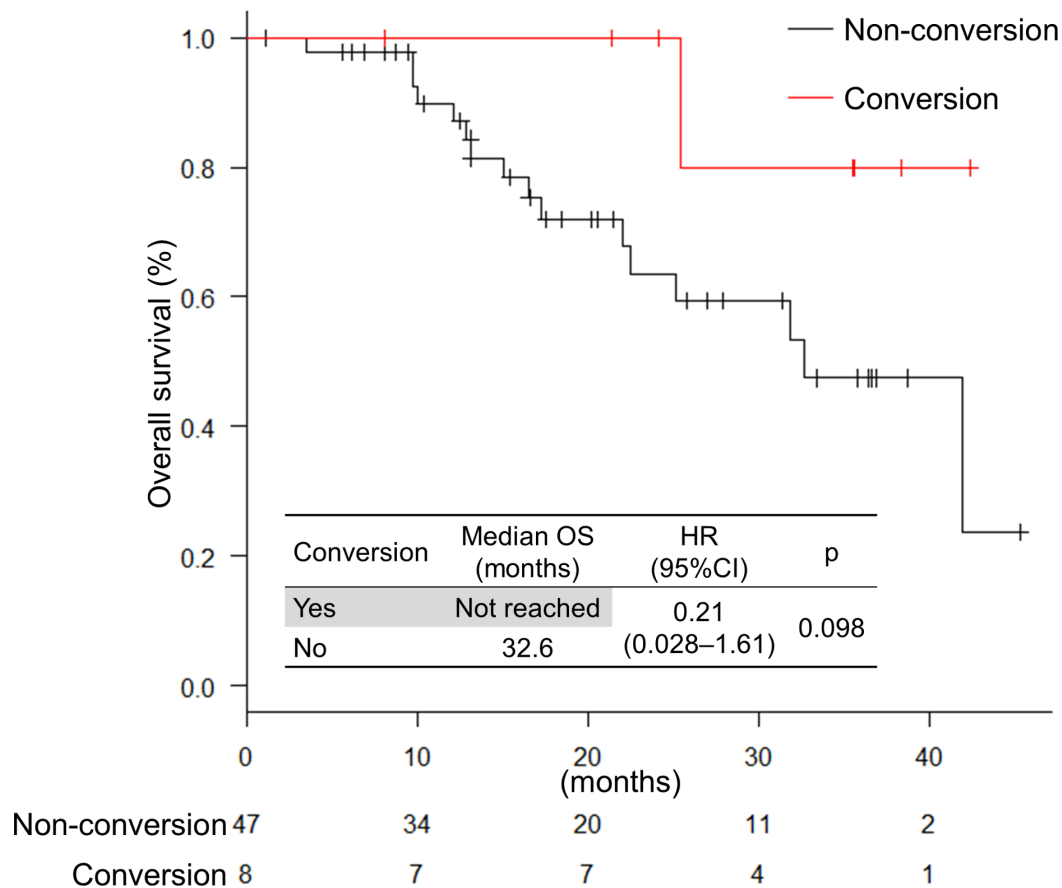 Non-conversion
Conversion
Overall survival (%)
1.0
0.8
0.6
0.4
0.2
0.0
Conversion Median OS (months) HR (95%CI) p
Yes Not reached 0.21 (0.028–1.61) 0.098
No 32.6
0 10 20 30 40
(months)
Non-conversion 47 34 20 11 2
Conversion 8 7 7 4 1